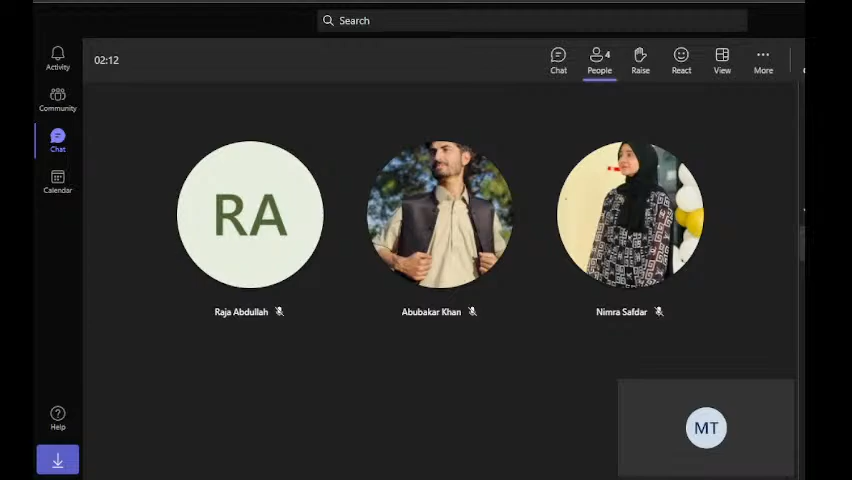 Search
Activity
02:12
4
Chat
People
Raise
React
View
More
Community
Chat
Calendar
RA
Raja Abdullah
Abubakar Khan
Nimra Safdar
MT
Help